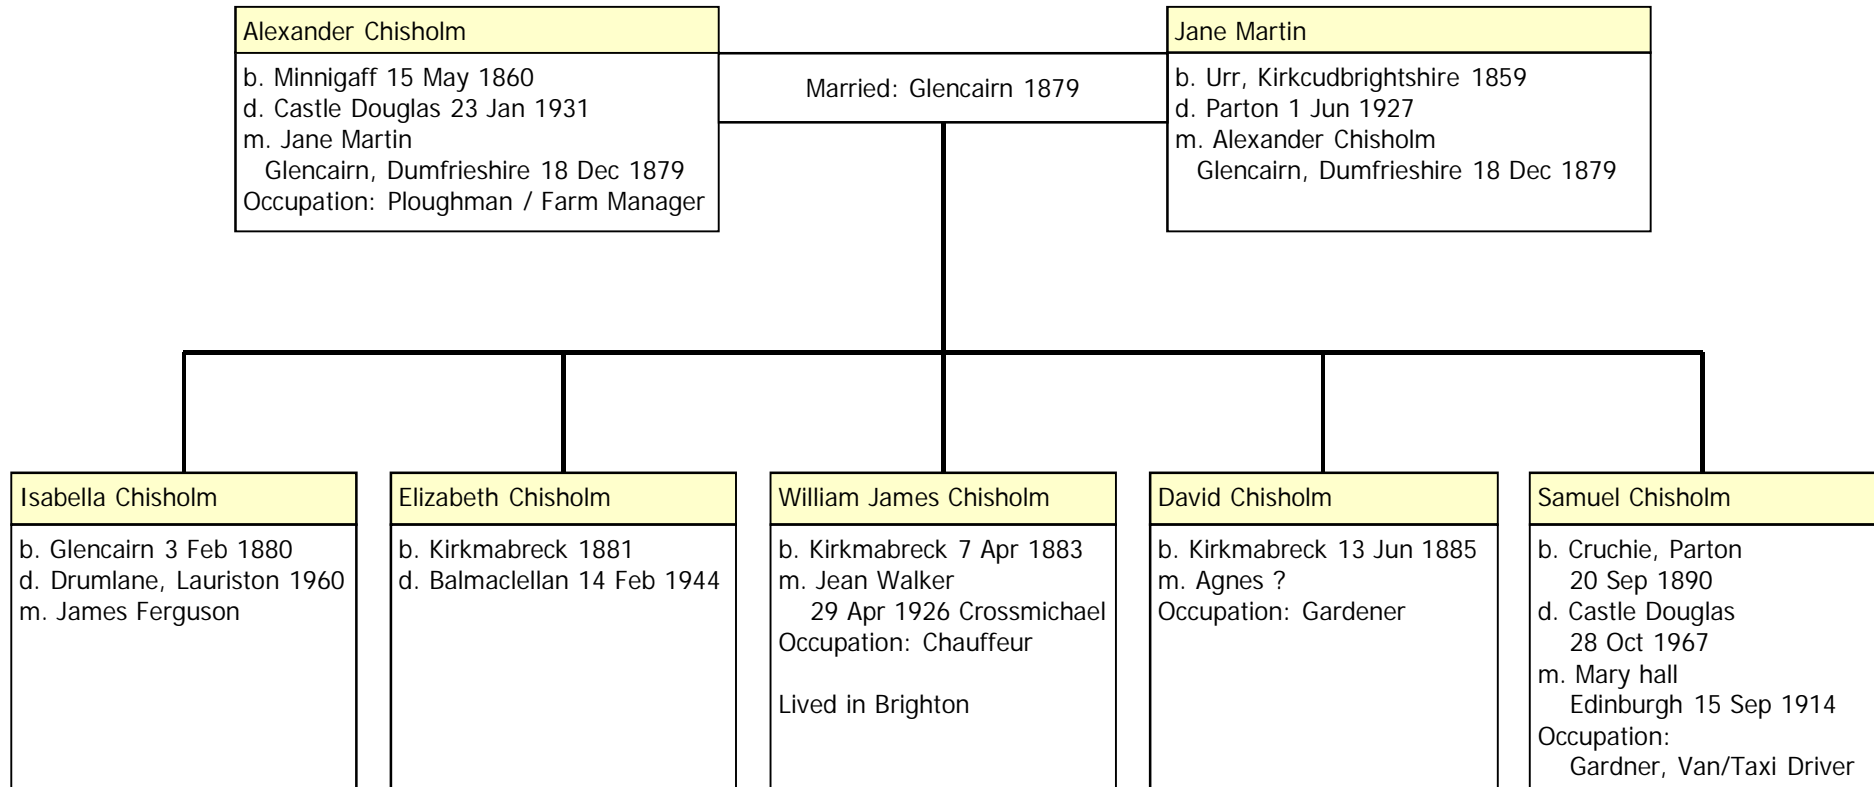 Alexander Chisholm
b. Minnigaff 15 May 1860
d. Castle Douglas 23 Jan 1931
m. Jane Martin
Glencairn, Dumfrieshire 18 Dec 1879
Occupation: Ploughman / Farm Manager
Married: Glencairn 1879
Jane Martin
b. Urr, Kirkcudbrightshire 1859
d. Parton 1 Jun 1927
m. Alexander Chisholm
Glencairn, Dumfrieshire 18 Dec 1879
Isabella Chisholm
b. Glencairn 3 Feb 1880
d. Drumlane, Lauriston 1960
m. James Ferguson
Elizabeth Chisholm
b. Kirkmabreck 1881
d. Balmaclellan 14 Feb 1944
William James Chisholm
b. Kirkmabreck 7 Apr 1883
m. Jean Walker
29 Apr 1926 Crossmichael
Occupation: Chauffeur
Lived in Brighton
David Chisholm
b. Kirkmabreck 13 Jun 1885
m. Agnes ?
Occupation: Gardener
Samuel Chisholm
b. Cruchie, Parton
20 Sep 1890
d. Castle Douglas
28 Oct 1967
m. Mary hall
Edinburgh 15 Sep 1914
Occupation:
Gardner, Van/Taxi Driver